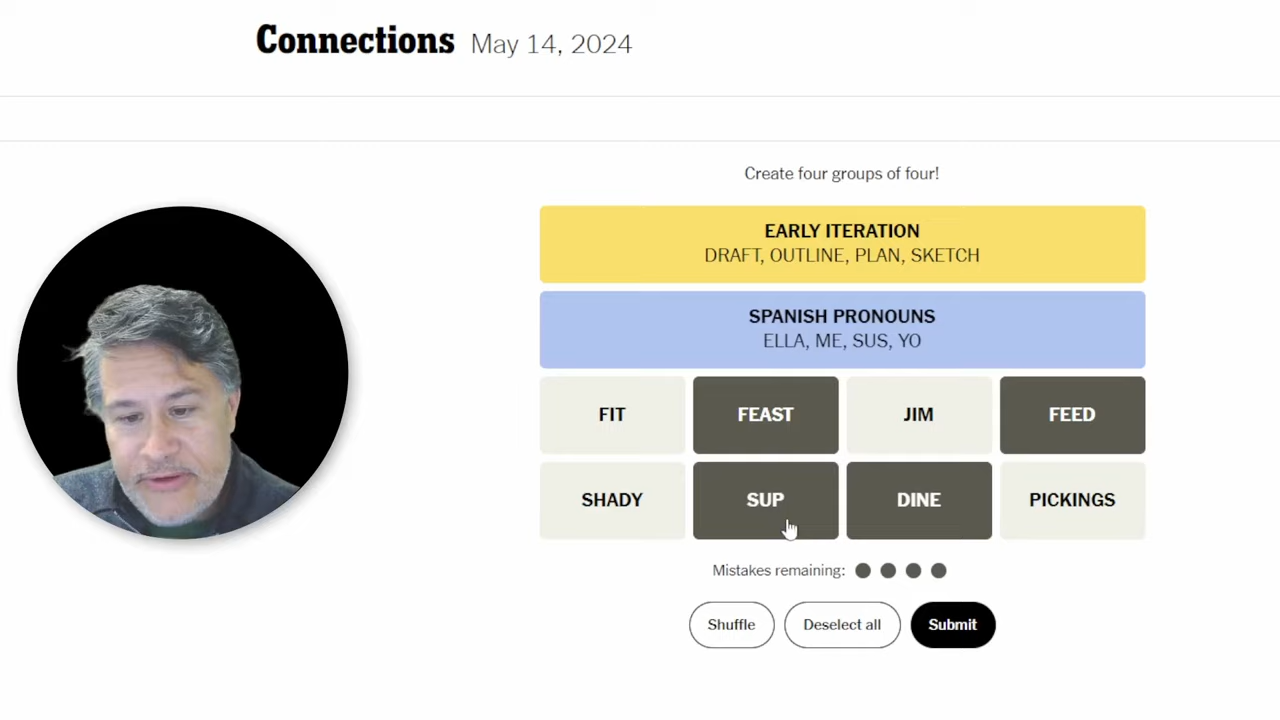 Connections May 14, 2024
Create four groups of four!
EARLY ITERATION
DRAFT, OUTLINE, PLAN, SKETCH
SPANISH PRONOUNS
ELLA, ME, SUS, YO
FIT FEAST JIM FEED
SHADY SUP DINE PICKINGS
Mistakes remaining:
Shuffle Deselect all Submit